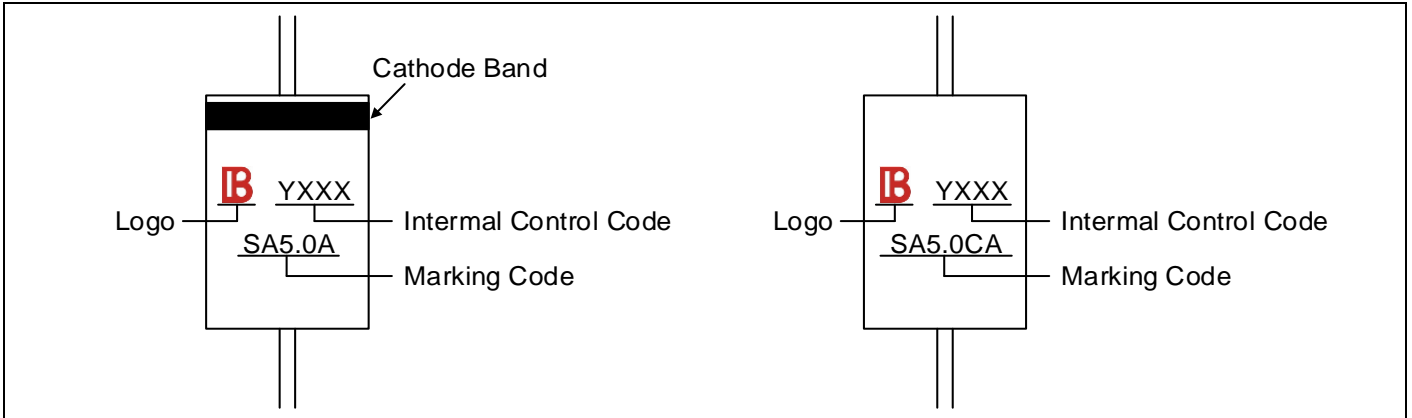 Cathode Band
B YXXX
Logo
Intermal Control Code
SA5.0A
Marking Code
B YXXX
Logo
Intermal Control Code
SA5.0CA
Marking Code